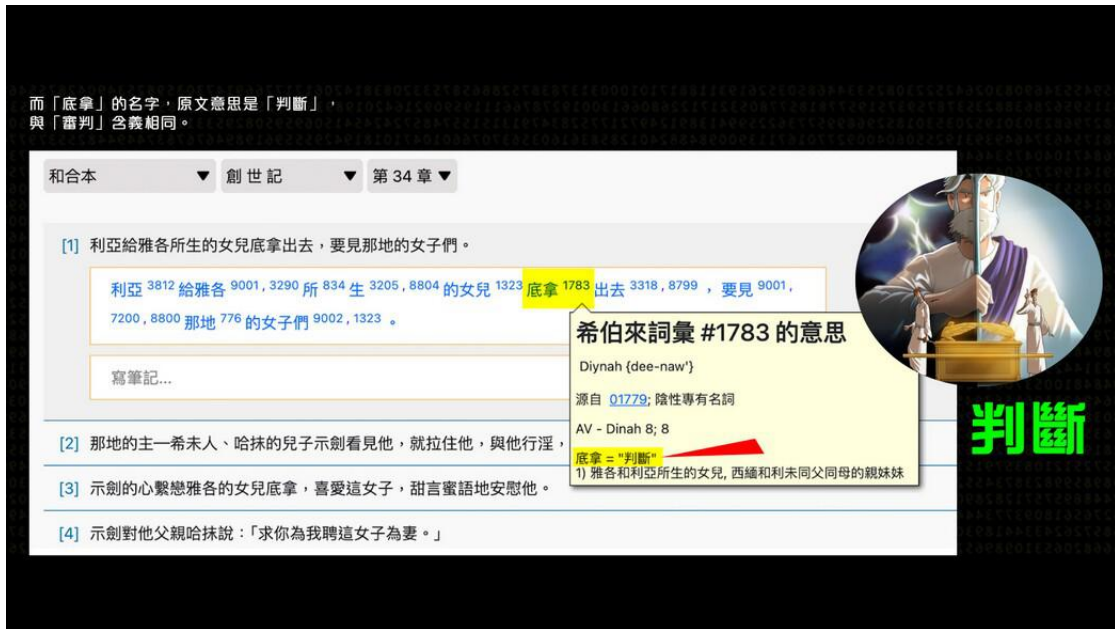 而「底拿」的名字，原文意思是「判斷」，
與「審判」含義相同。
和合本 ▼ 創世記 ▼ 第 34 章 ▼
[1] 利亞給雅各所生的女兒底拿出去，要見那地的女子們。
利亞 3812 給雅各 9001 , 3290 所 834 生 3205 , 8804 的女兒 1323 底拿 1783 出去 3318 , 8799 ， 要見 9001 ,
7200 , 8800 那地 776 的女子們 9002 , 1323 。
希伯來詞彙 #1783 的意思
Diynah {dee-naw'}
源自 01779; 陰性專有名詞
AV - Dinah 8; 8
底拿 = "判斷"
1) 雅各和利亞所生的女兒, 西緬和利未同父同母的親妹妹
寫筆記...
[2] 那地的主—希未人、哈抹的兒子示劍看見他，就拉住他，與他行淫，
[3] 示劍的心繫戀雅各的女兒底拿，喜愛這女子，甜言蜜語地安慰他。
[4] 示劍對他父親哈抹說：「求你為我聘這女子為妻。」
判斷